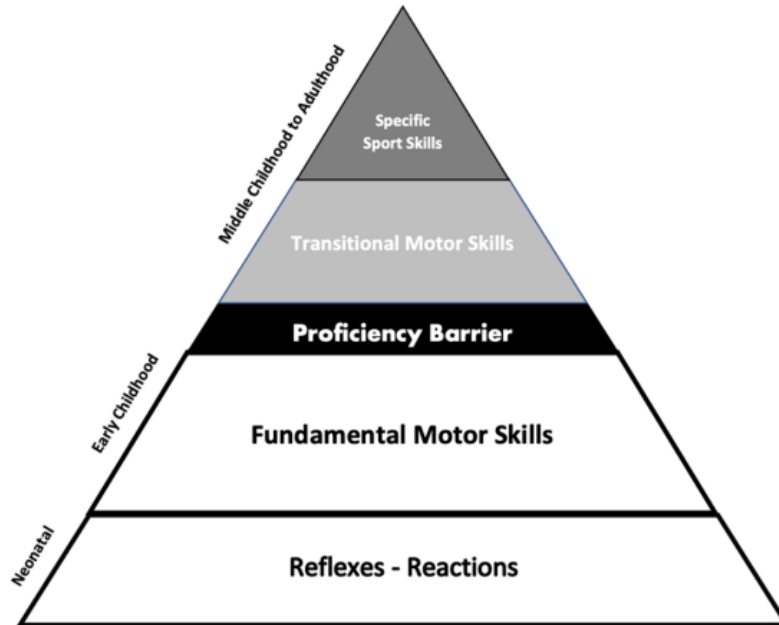 Specific
Sport Skills
Middle Childhood to Adulthood
Transitional Motor Skills
Proficiency Barrier
Early Childhood
Fundamental Motor Skills
Neonatal
Reflexes - Reactions